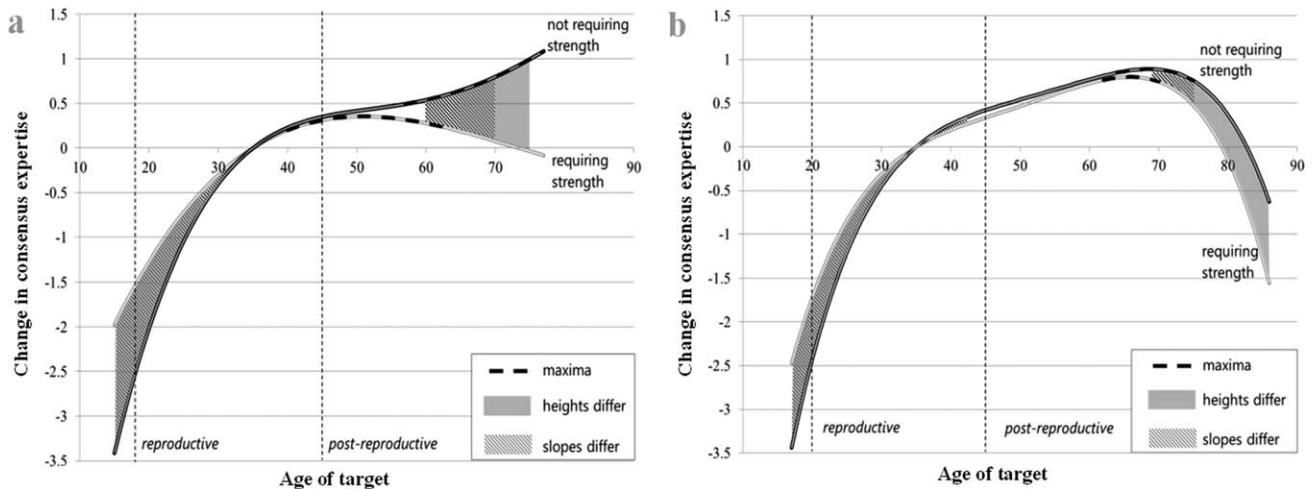 a
Change in consensus expertise
1.5
1
0.5
0
-0.5
-1
-1.5
-2
-2.5
-3
-3.5
10
20
30
40
50
60
70
80
90
not requiring
strength
requiring
strength
reproductive
post-reproductive
maxima
heights differ
slopes differ
Age of target
b
Change in consensus expertise
1.5
1
0.5
0
-0.5
-1
-1.5
-2
-2.5
-3
-3.5
10
20
30
40
50
60
70
80
90
not requiring
strength
requiring
strength
reproductive
post-reproductive
maxima
heights differ
slopes differ
Age of target